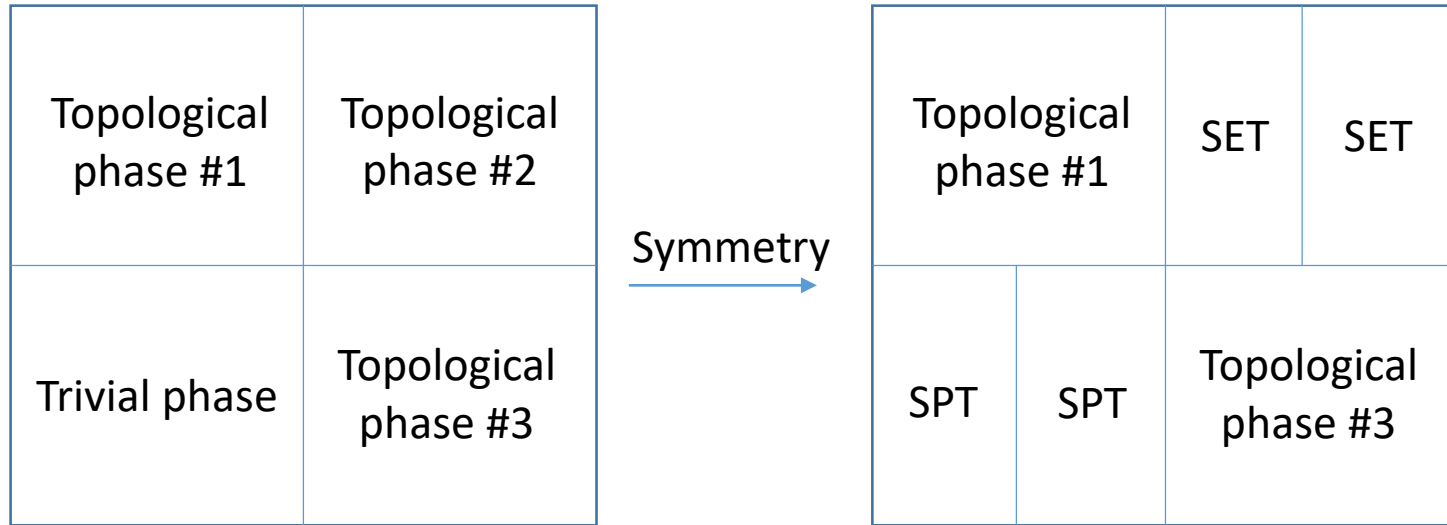 Topological
phase #1
Topological
phase #2
Trivial phase
Topological
phase #3
Symmetry
Topological
phase #1
SET
SET
SPT
SPT
Topological
phase #3